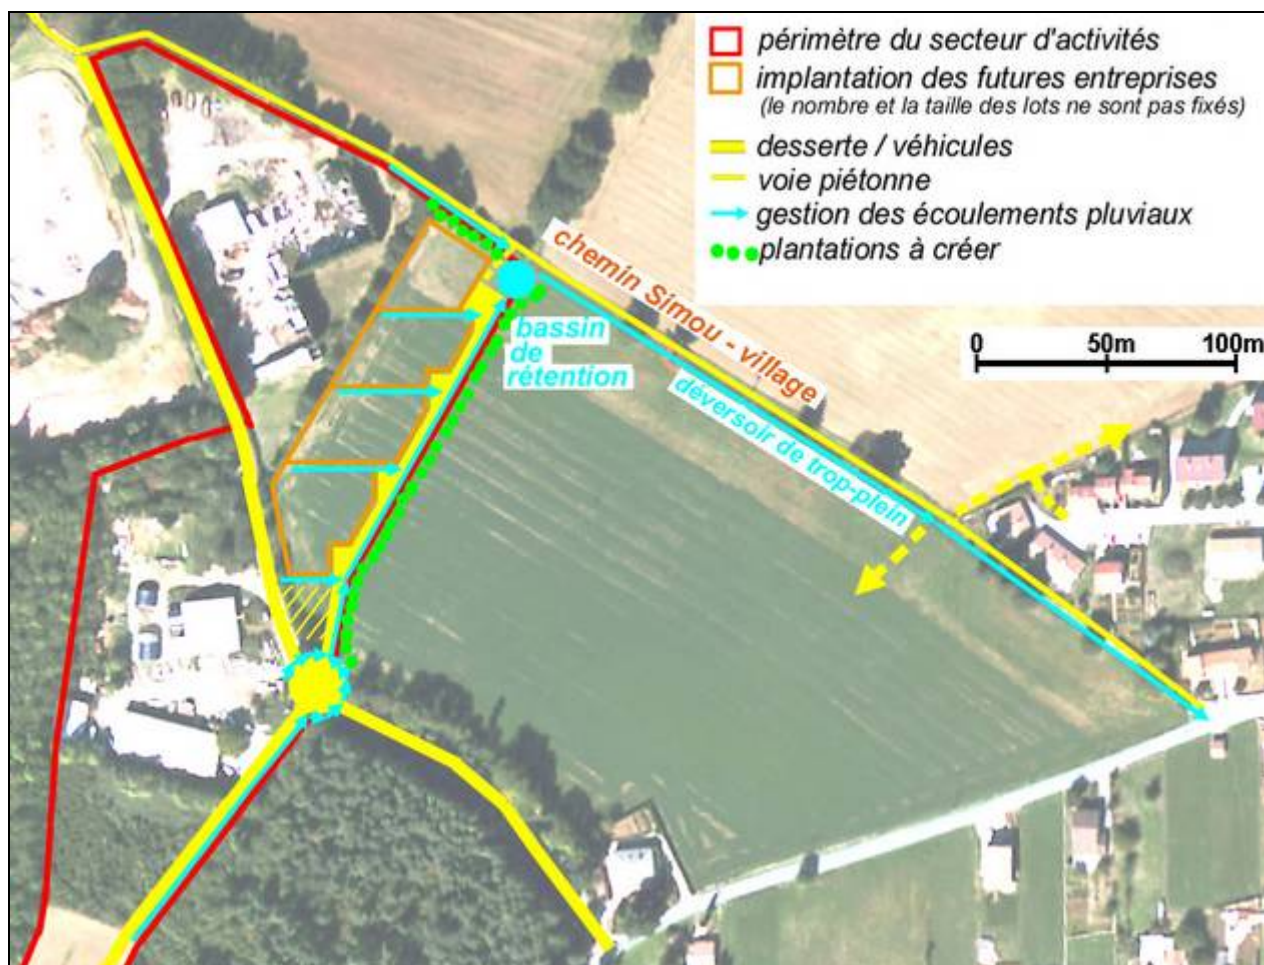 périmètre du secteur d'activités
implantation des futures entreprises
(le nombre et la taille des lots ne sont pas fixés)
desserte / véhicules
voie piétonne
gestion des écoulements pluviaux
plantations à créer
0 50m 100m
chemin Simou - village
bassin
de
rétention
déversoir de trop-plein